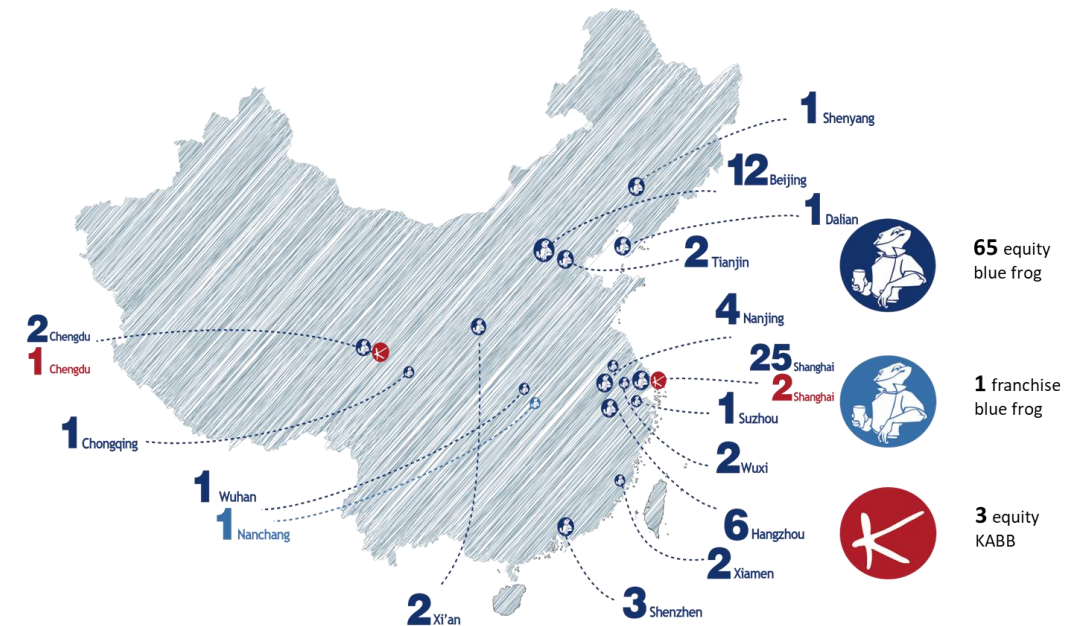 1 Shenyang
12 Beijing
1 Dalian
2 Tianjin
65 equity
blue frog
4 Nanjing
2 Chengdu
1 Chengdu
25 Shanghai
2 Shanghai
1 franchise
blue frog
1 Suzhou
1 Chongqing
2 Wuxi
1 Wuhan
1 Nanchang
6 Hangzhou
3 equity
KABB
2 Xiamen
2 Xi'an
3 Shenzhen
K